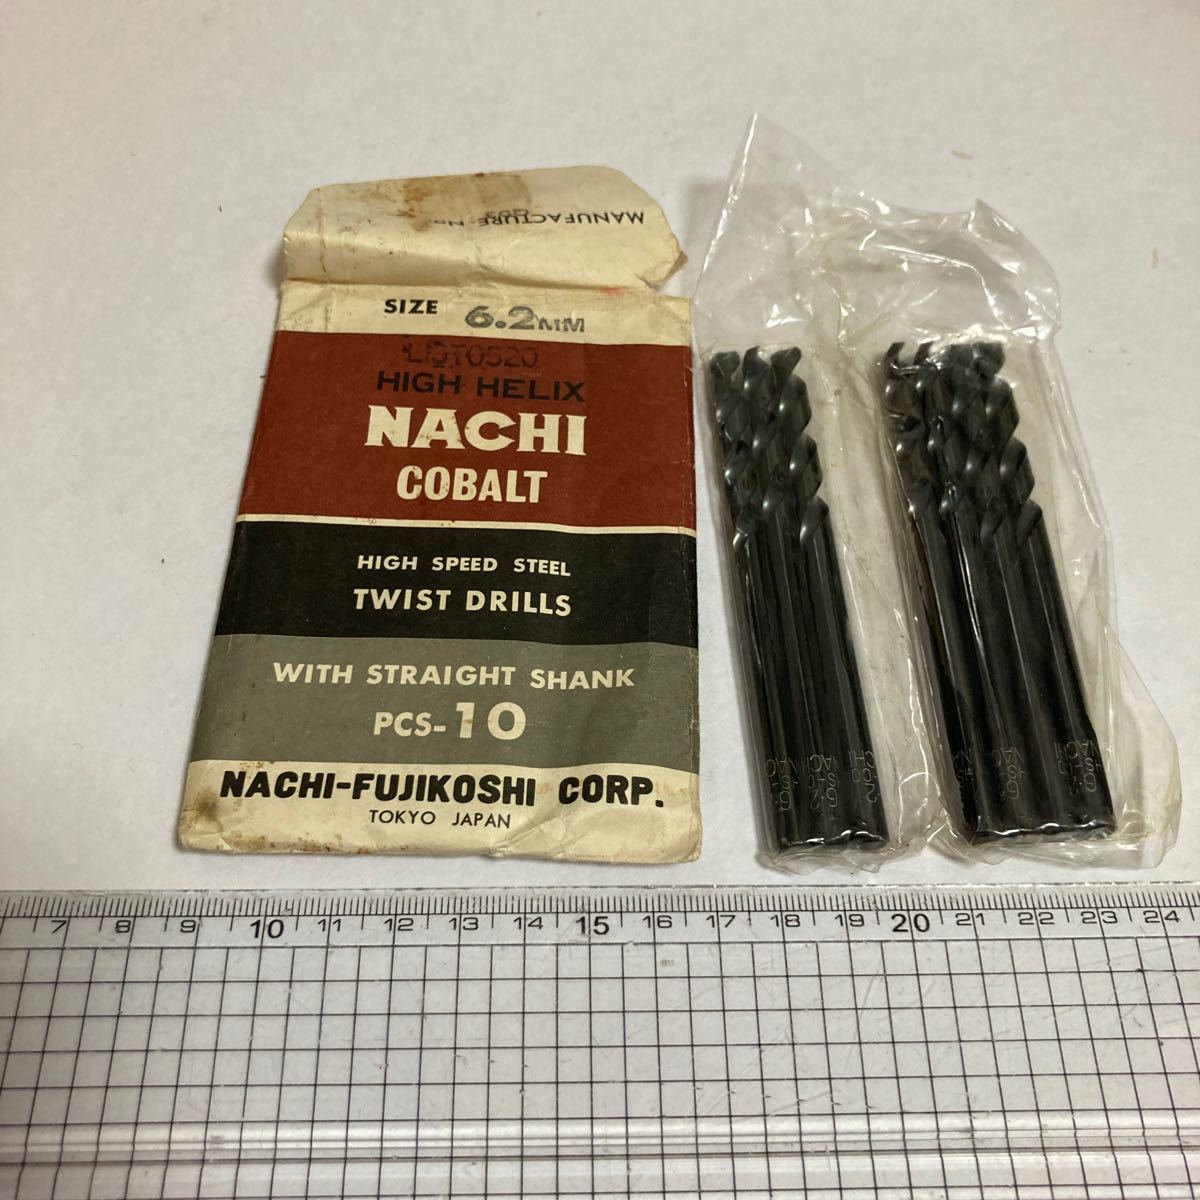 MANUFACTURE No.
SIZE 6.2MM
LIST0520
HIGH HELIX
NACHI
COBALT
HIGH SPEED STEEL
TWIST DRILLS
WITH STRAIGHT SHANK
PCS-10
NACHI-FUJIKOSHI CORP.
TOKYO JAPAN
7 8 9 10 11 12 13 14 15 16 17 18 19 20 21 22 23 24